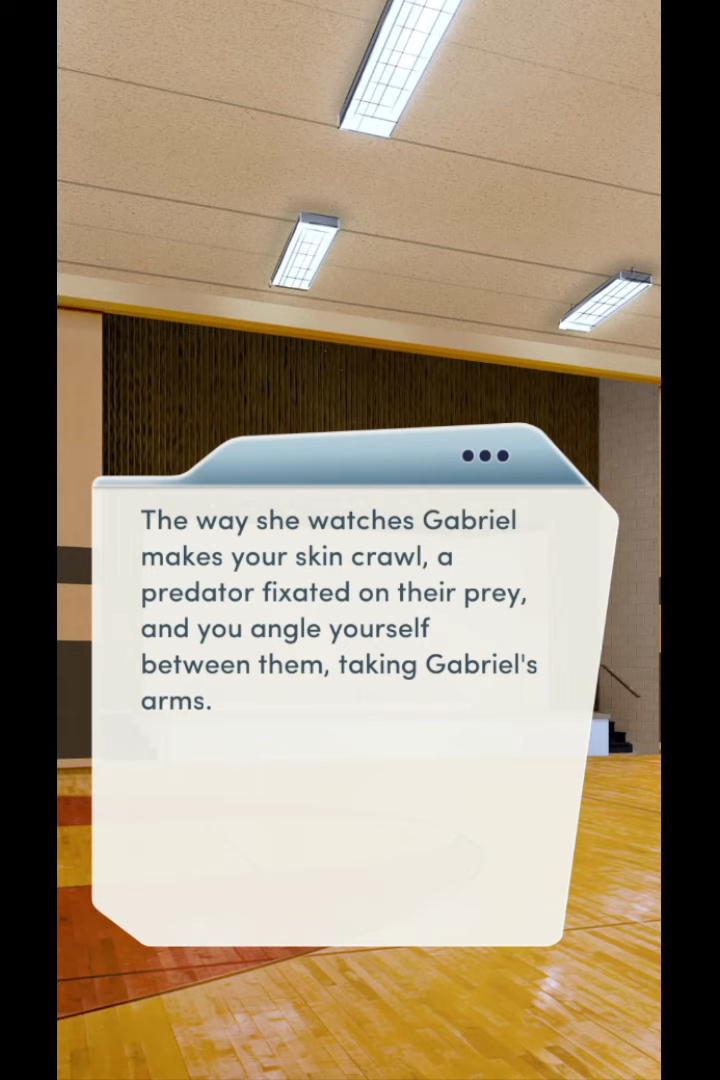 The way she watches Gabriel
makes your skin crawl, a
predator fixated on their prey,
and you angle yourself
between them, taking Gabriel's
arms.